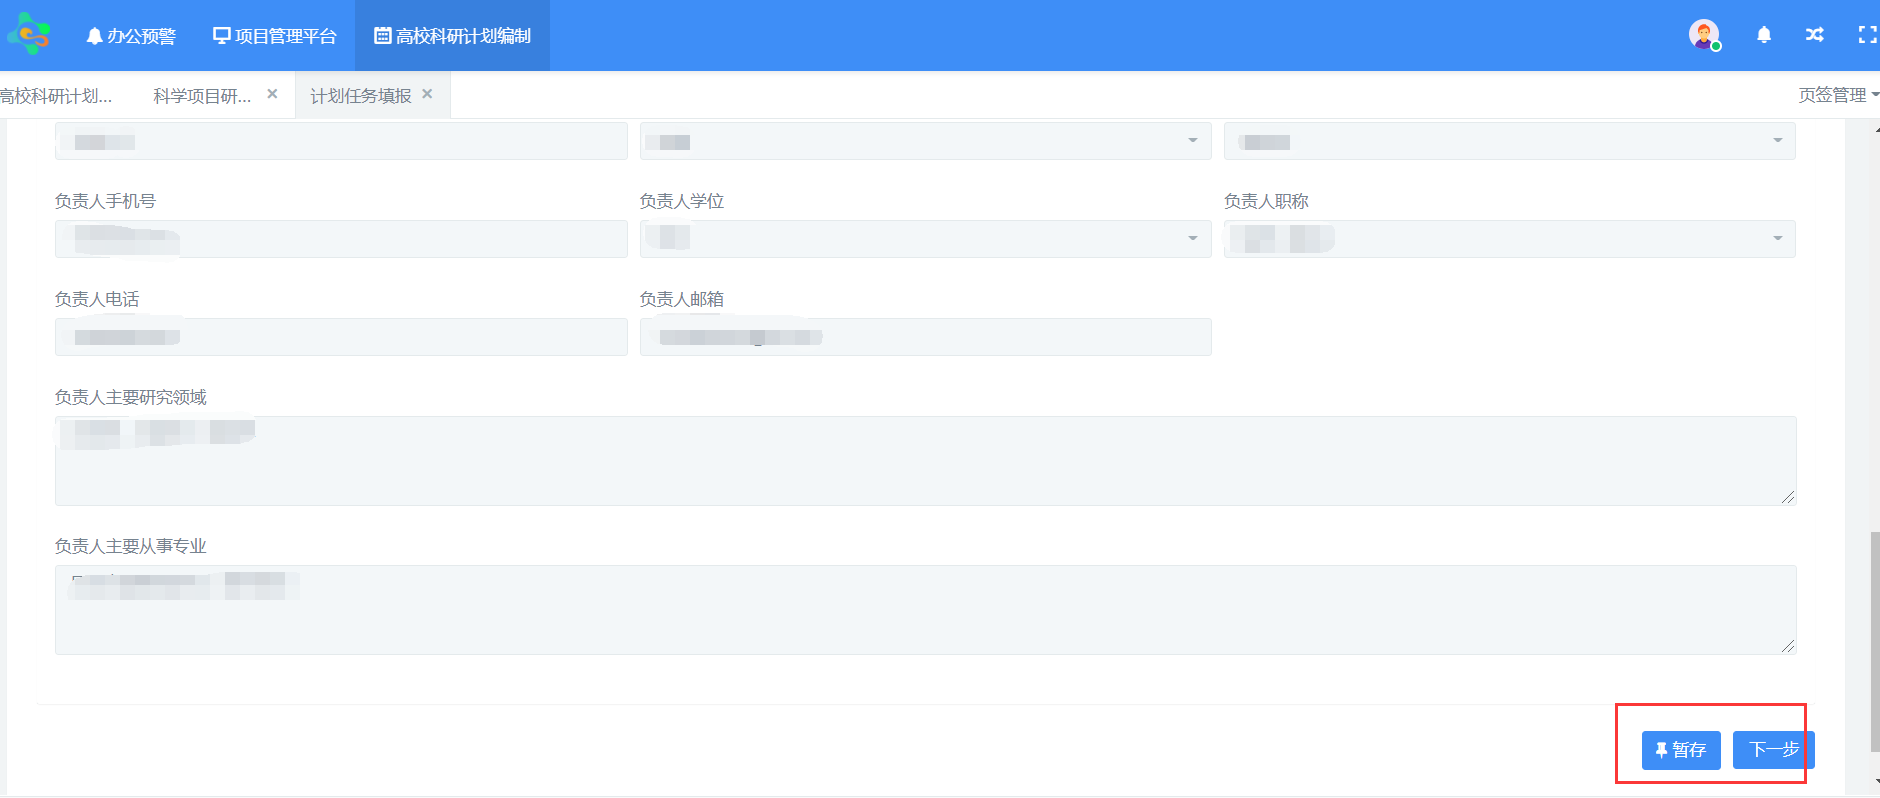 办公预警 项目管理平台 高校科研计划编制
高校科研计划... 科学项目研... × 计划任务填报 × 页签管理
负责人手机号 负责人学位 负责人职称
负责人电话 负责人邮箱
负责人主要研究领域
负责人主要从事专业
暂存 下一步